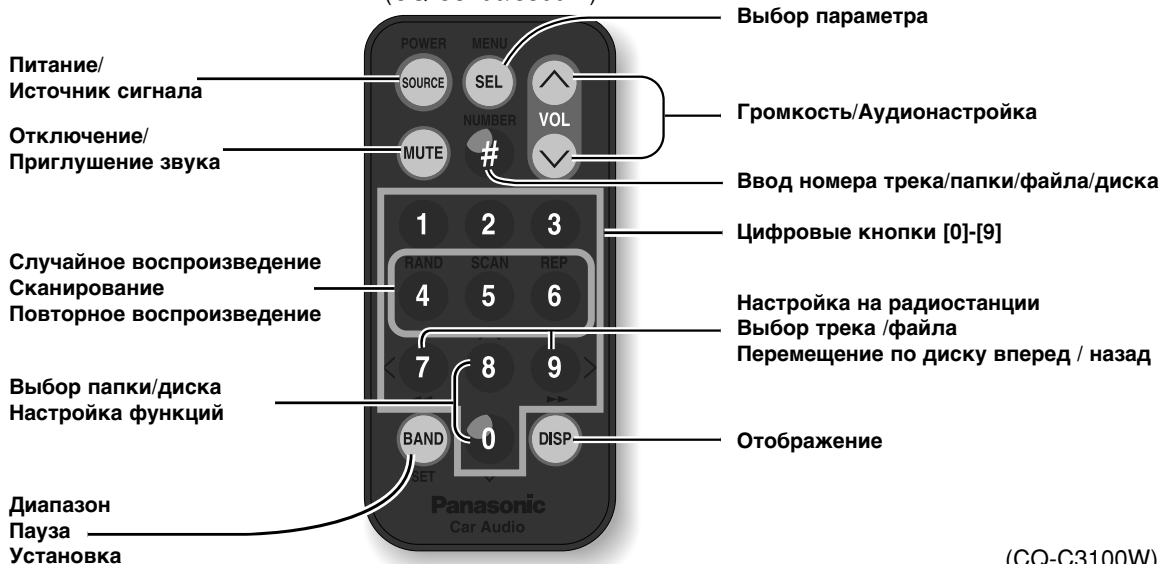 Выбор параметра
POWER MENU
Питание/
Источник сигнала
SOURCE SEL
VOL
Громкость/Аудионастройка
NUMBER
Отключение/
Приглушение звука
MUTE #
Ввод номера трека/папки/файла/диска
1 2 3
Цифровые кнопки [0]-[9]
Случайное воспроизведение
Сканирование
Повторное воспроизведение
RAND SCAN REP
4 5 6
Настройка на радиостанции
Выбор трека /файла
Перемещение по диску вперед / назад
7 8 9
Выбор папки/диска
Настройка функций
BAND 0 DISP
Отображение
SET
Диапазон
Пауза
Установка
Panasonic
Car Audio
(CQ-C3100W)